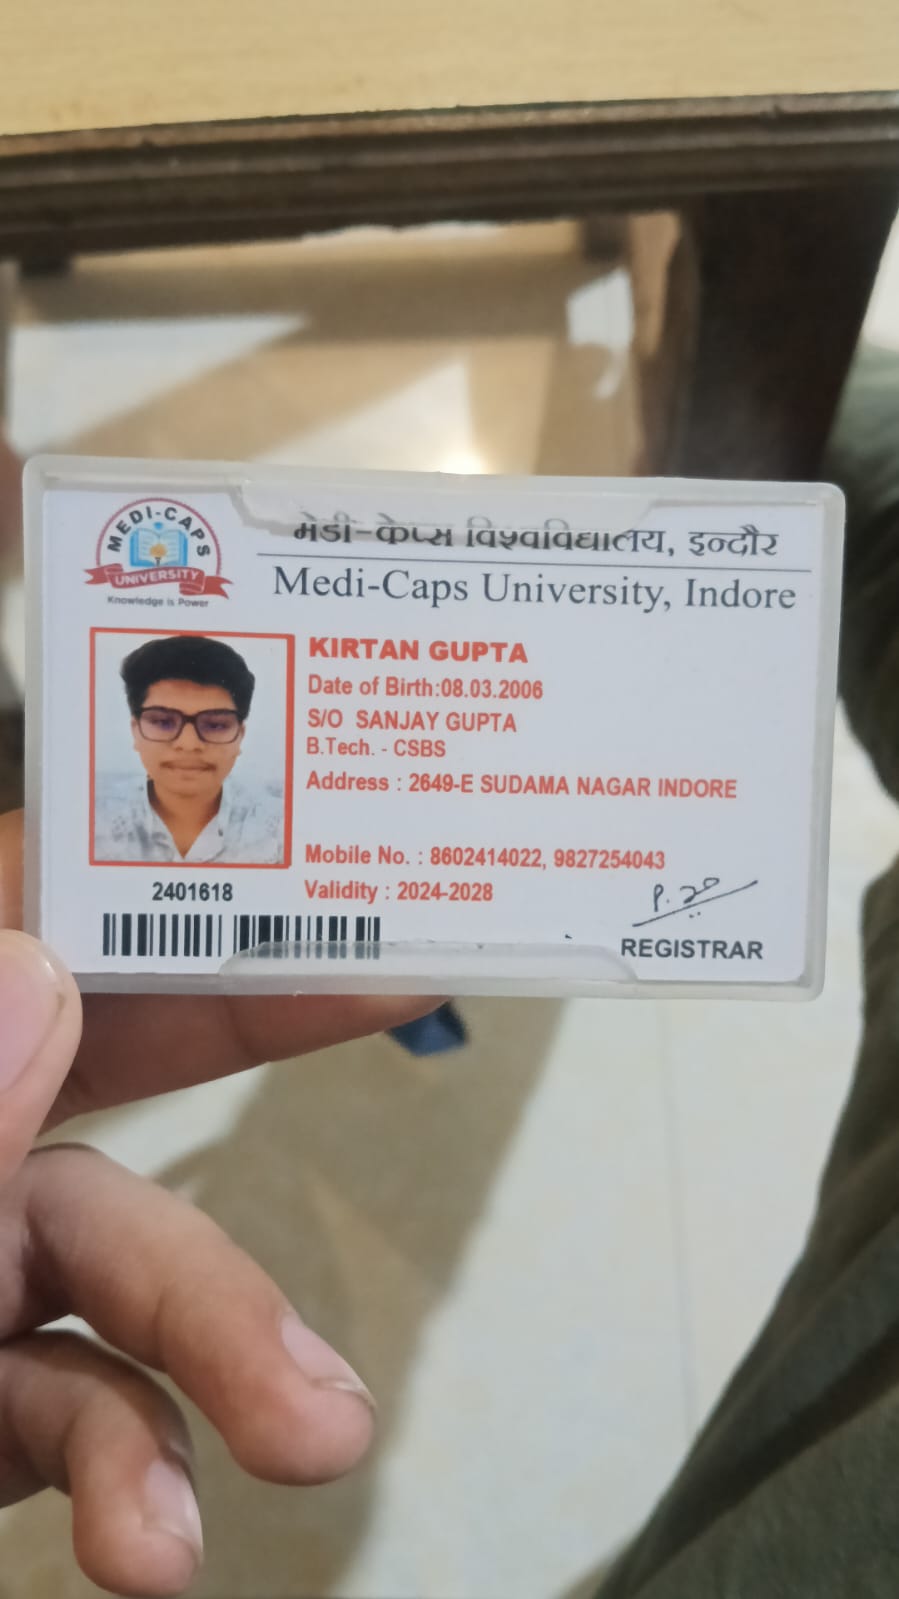 MEDI-CAPS
UNIVERSITY
Knowledge is Power
मेडी-केप्स विश्वविद्यालय, इन्दौर
Medi-Caps University, Indore
KIRTAN GUPTA
Date of Birth:08.03.2006
S/O SANJAY GUPTA
B.Tech. - CSBS
Address : 2649-E SUDAMA NAGAR INDORE
Mobile No. : 8602414022, 9827254043
Validity : 2024-2028
2401618
REGISTRAR